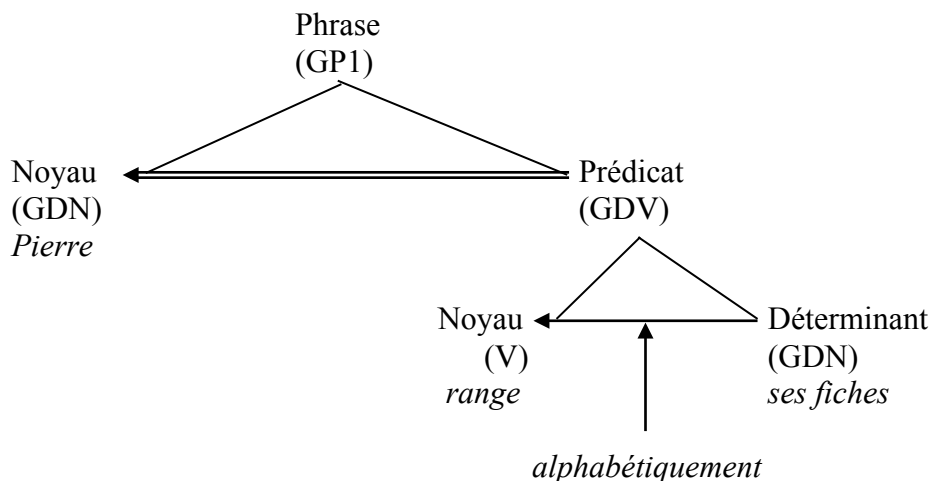 Phrase
(GP1)
Noyau
(GDN)
Pierre
Prédicat
(GDV)
Noyau
(V)
range
Déterminant
(GDN)
ses fiches
alphabétiquement